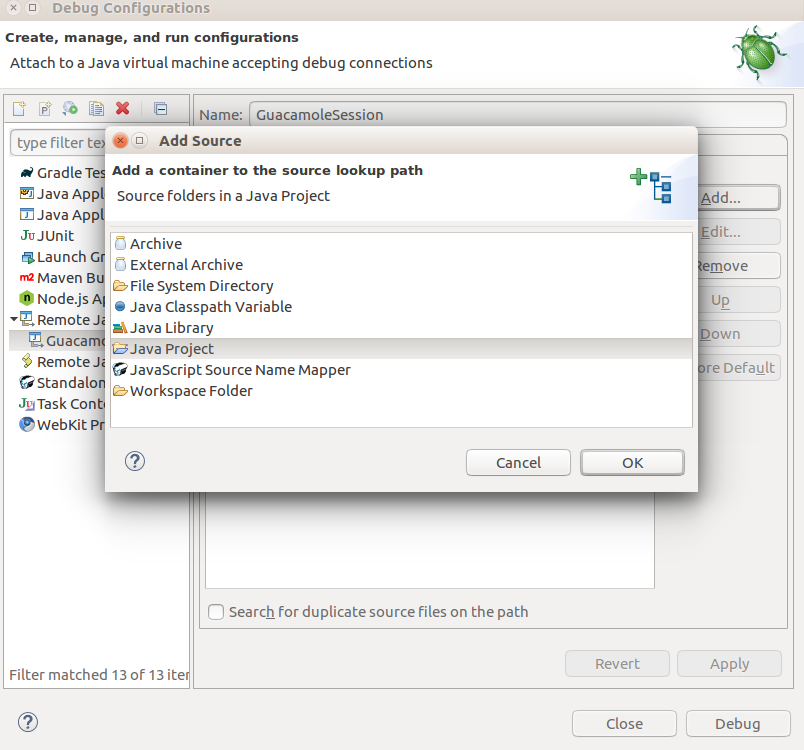 Debug Configurations
Create, manage, and run configurations
Attach to a Java virtual machine accepting debug connections
Name: GuacamoleSession
type filter tex
Gradle Tes
Java Appl
Java Appl
JUnit
Launch Gr
Maven Bu
Node.js Ap
Remote Ja
Guacamo
Remote Ja
Standalon
Task Conte
WebKit Pr
Filter matched 13 of 13 iter
Add Source
Add a container to the source lookup path
Source folders in a Java Project
Archive
External Archive
File System Directory
Java Classpath Variable
Java Library
Java Project
JavaScript Source Name Mapper
Workspace Folder
Cancel
OK
Add...
Edit...
Remove
Up
Down
ore Default
Search for duplicate source files on the path
Revert
Apply
Close
Debug